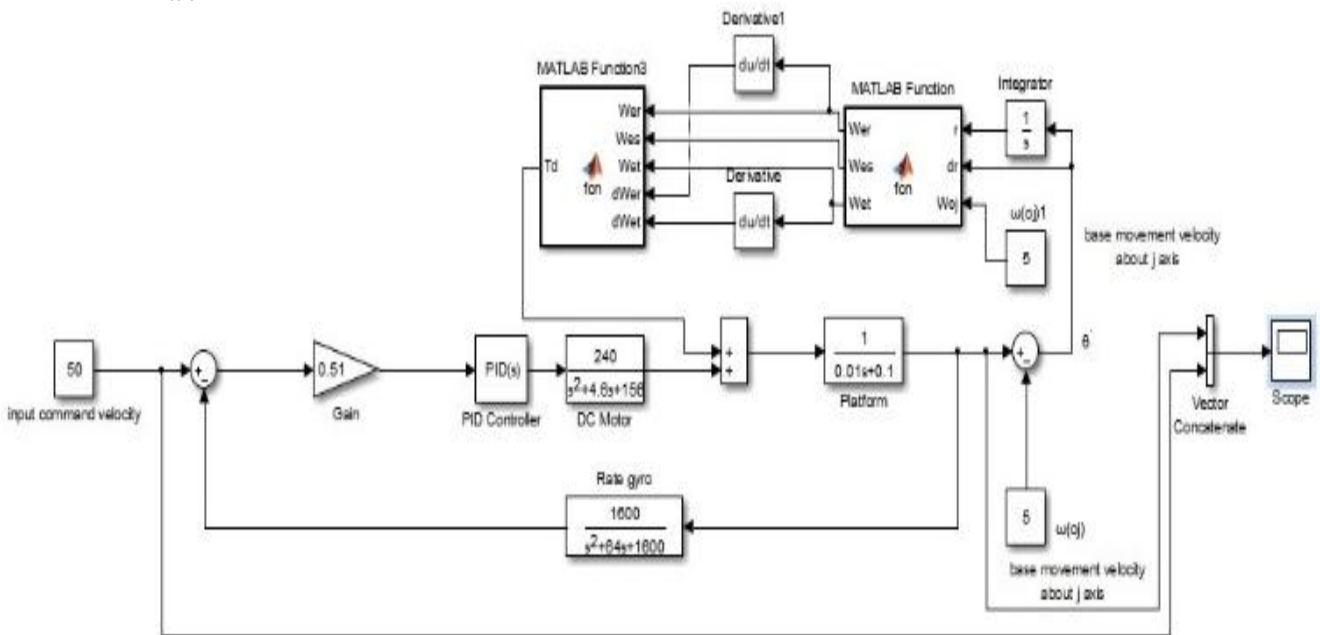 Derivative1
du/dt
MATLAB Function3
MATLAB Function
Integrator
Wer
Wes
Wet
dWer
dWet
Td
fcn
Wer
Wes
Wet
fcn
r
dr
Woj
1
s
Derivative
du/dt
ω(oj)1
5
base movement velocity
about j axis
50
input command velocity
+
-
0.51
Gain
PID(s)
PID Controller
240
s²+4.6s+156
DC Motor
+
+
1
0.01s+0.1
Platform
+
-
θ
Vector
Concatenate
Scope
Rate gyro
1600
s²+64s+1600
5
ω(oj)
base movement velocity
about j axis